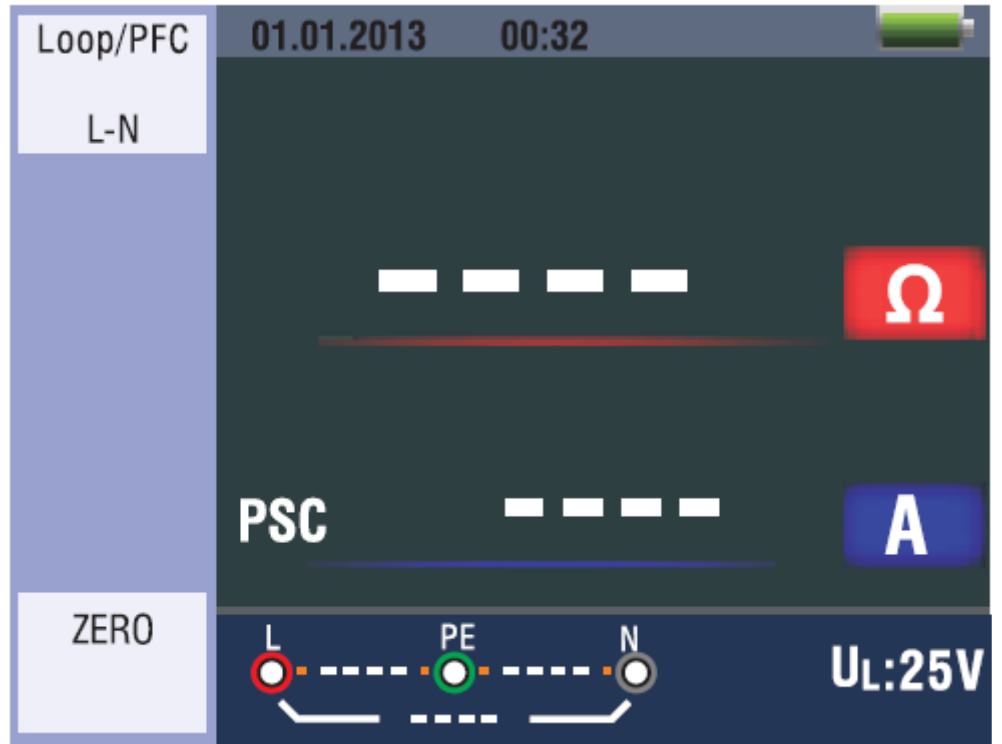 Loop/PFC
L-N
01.01.2013 00:32
---- Ω
PSC ---- A
ZERO
L PE N
---- ----
----
UL:25V